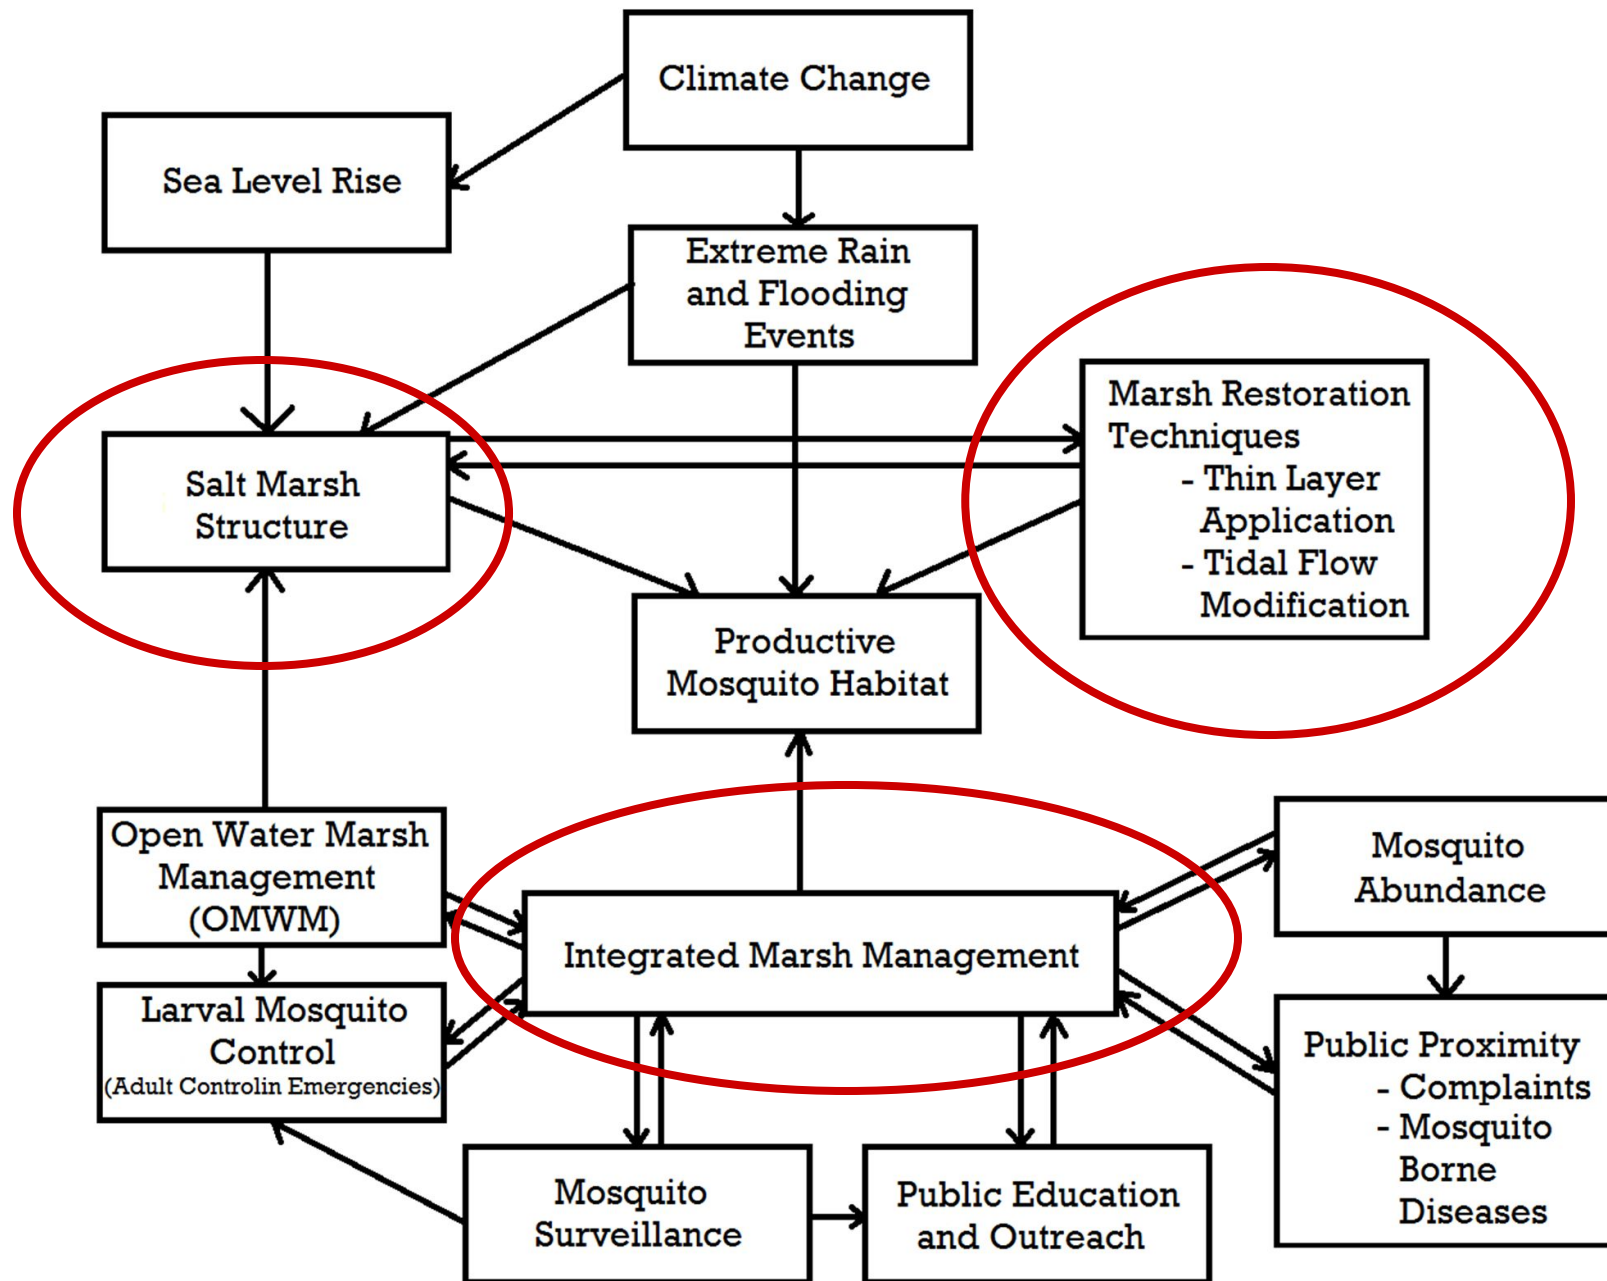 Climate Change
Sea Level Rise
Extreme Rain
and Flooding
Events
Marsh Restoration
Techniques
- Thin Layer
Application
- Tidal Flow
Modification
Salt Marsh
Structure
Productive
Mosquito Habitat
Open Water Marsh
Management
(OMWM)
Integrated Marsh Management
Mosquito
Abundance
Larval Mosquito
Control
(Adult Controlin Emergencies)
Public Proximity
- Complaints
- Mosquito
Borne
Diseases
Mosquito
Surveillance
Public Education
and Outreach